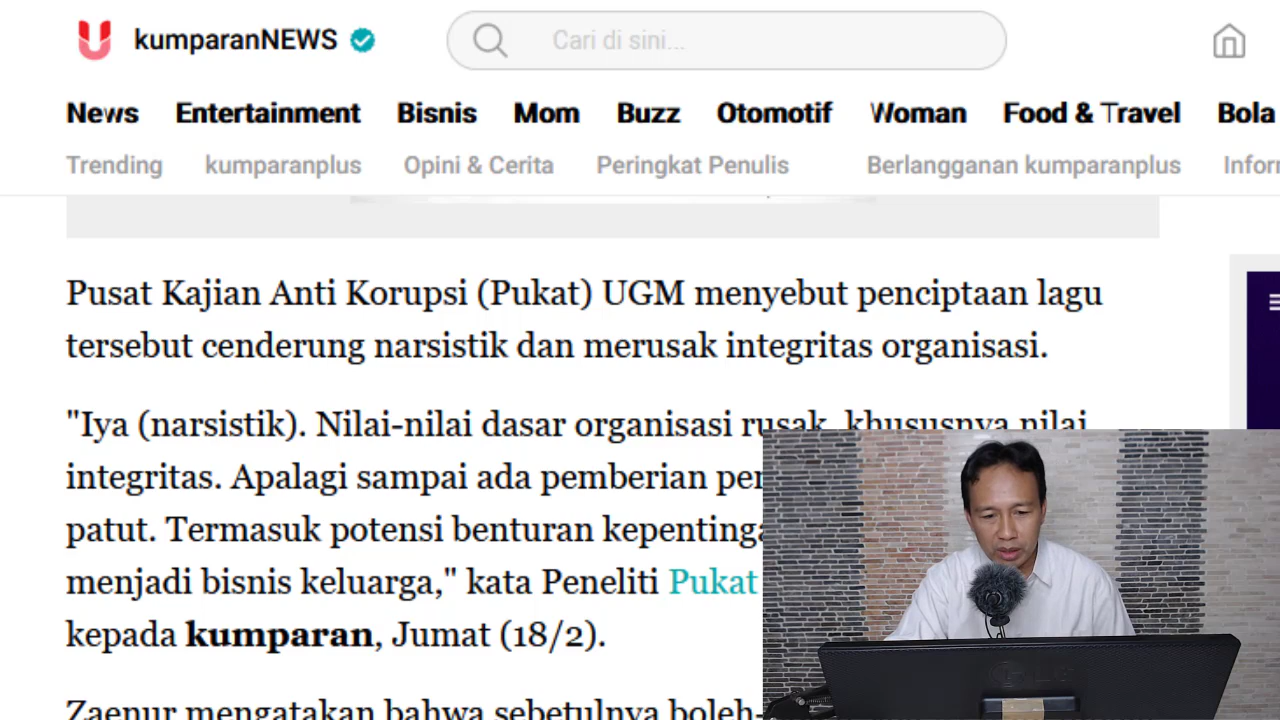 kumparanNEWS
Cari di sini...
News Entertainment Bisnis Mom Buzz Otomotif Woman Food & Travel Bola
Trending kumparanplus Opini & Cerita Peringkat Penulis Berlangganan kumparanplus
Pusat Kajian Anti Korupsi (Pukat) UGM menyebut penciptaan lagu
tersebut cenderung narsistik dan merusak integritas organisasi.
"Iya (narsistik). Nilai-nilai dasar organisasi rusak, khususnya nilai
integritas. Apalagi sampai ada pemberian
patut. Termasuk potensi benturan
menjadi bisnis keluarga," kata Peneliti Pukat
kepada kumparan, Jumat (18/2).
Zaenur mengatakan bahwa sebetulnya boleh-